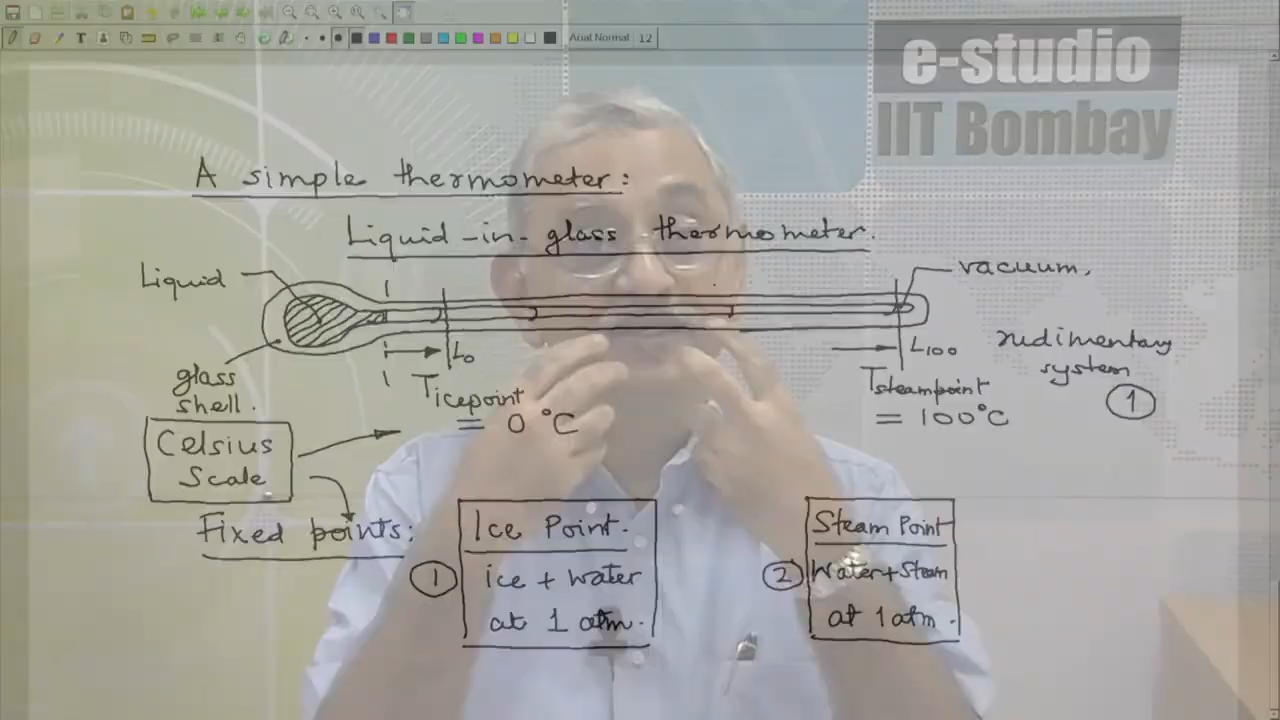 Arial Normal 12
e-studio
IIT Bombay
A simple thermometer:
Liquid-in-glass thermometer.
Liquid
vacuum.
L0
L100
rudimentary
system
1
glass
shell.
Ticepoint
= 0°C
Tsteampoint
= 100°C
Celsius
Scale
Fixed points:
1
Ice Point.
ice + water
at 1 atm.
2
Steam Point
Water+Steam
at 1 atm.